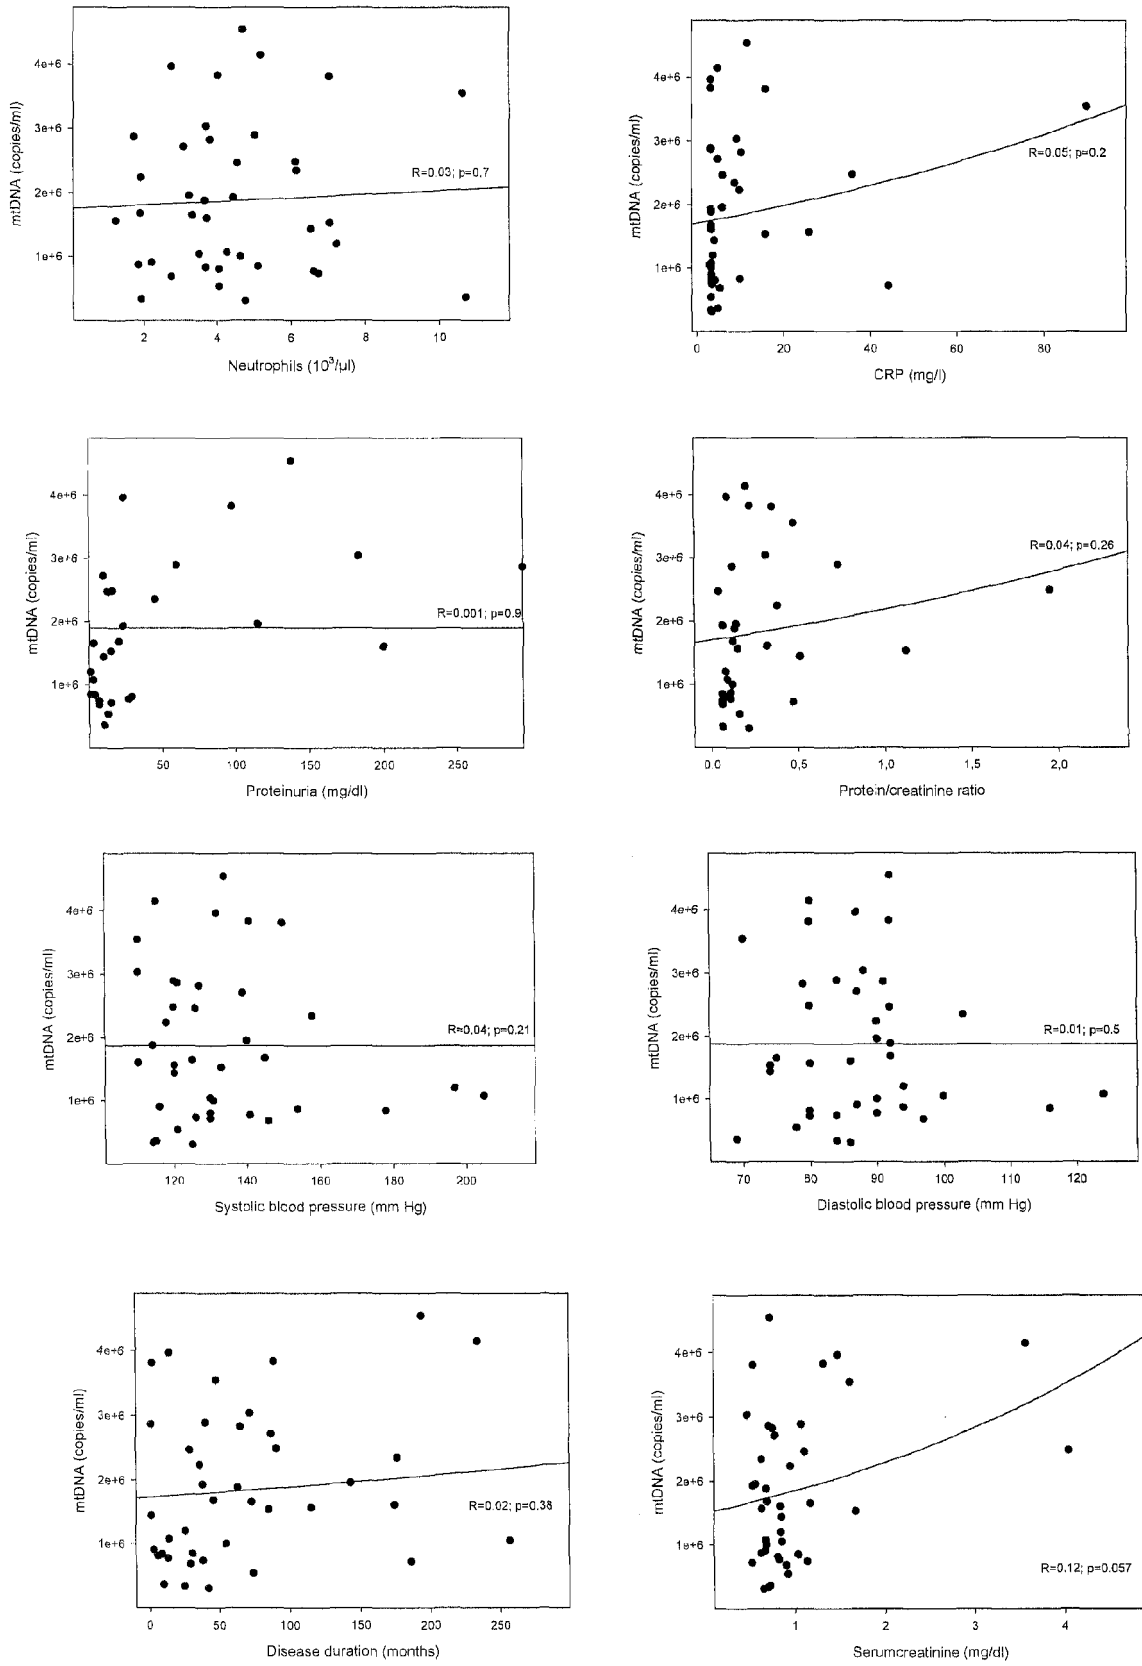 mtDNA (copies/ml)
4e+6
3e+6
2e+6
1e+6
R=0.03; p=0.7
2 4 6 8 10
Neutrophils (10³/µl)
mtDNA (copies/ml)
4e+6
3e+6
2e+6
1e+6
R=0.05; p=0.2
0 20 40 60 80
CRP (mg/l)
mtDNA (copies/ml)
4e+6
3e+6
2e+6
1e+6
R=0.001; p=0.9
50 100 150 200 250
Proteinuria (mg/dl)
mtDNA (copies/ml)
4e+6
3e+6
2e+6
1e+6
R=0.04; p=0.26
0,0 0,5 1,0 1,5 2,0
Protein/creatinine ratio
mtDNA (copies/ml)
4e+6
3e+6
2e+6
1e+6
R=0.04; p=0.21
120 140 160 180 200
Systolic blood pressure (mm Hg)
mtDNA (copies/ml)
4e+6
3e+6
2e+6
1e+6
R=0.01; p=0.5
70 80 90 100 110 120
Diastolic blood pressure (mm Hg)
mtDNA (copies/ml)
4e+6
3e+6
2e+6
1e+6
R=0.02; p=0.38
0 50 100 150 200 250
Disease duration (months)
mtDNA (copies/ml)
4e+6
3e+6
2e+6
1e+6
R=0.12; p=0.057
1 2 3 4
Serumcreatinine (mg/dl)